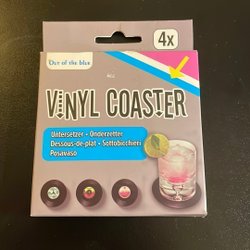 Out of the blue
4x
VINYL COASTER
Untersetzer • Onderzetter
Dessous-de-plat • Sottobicchieri
Posavaso